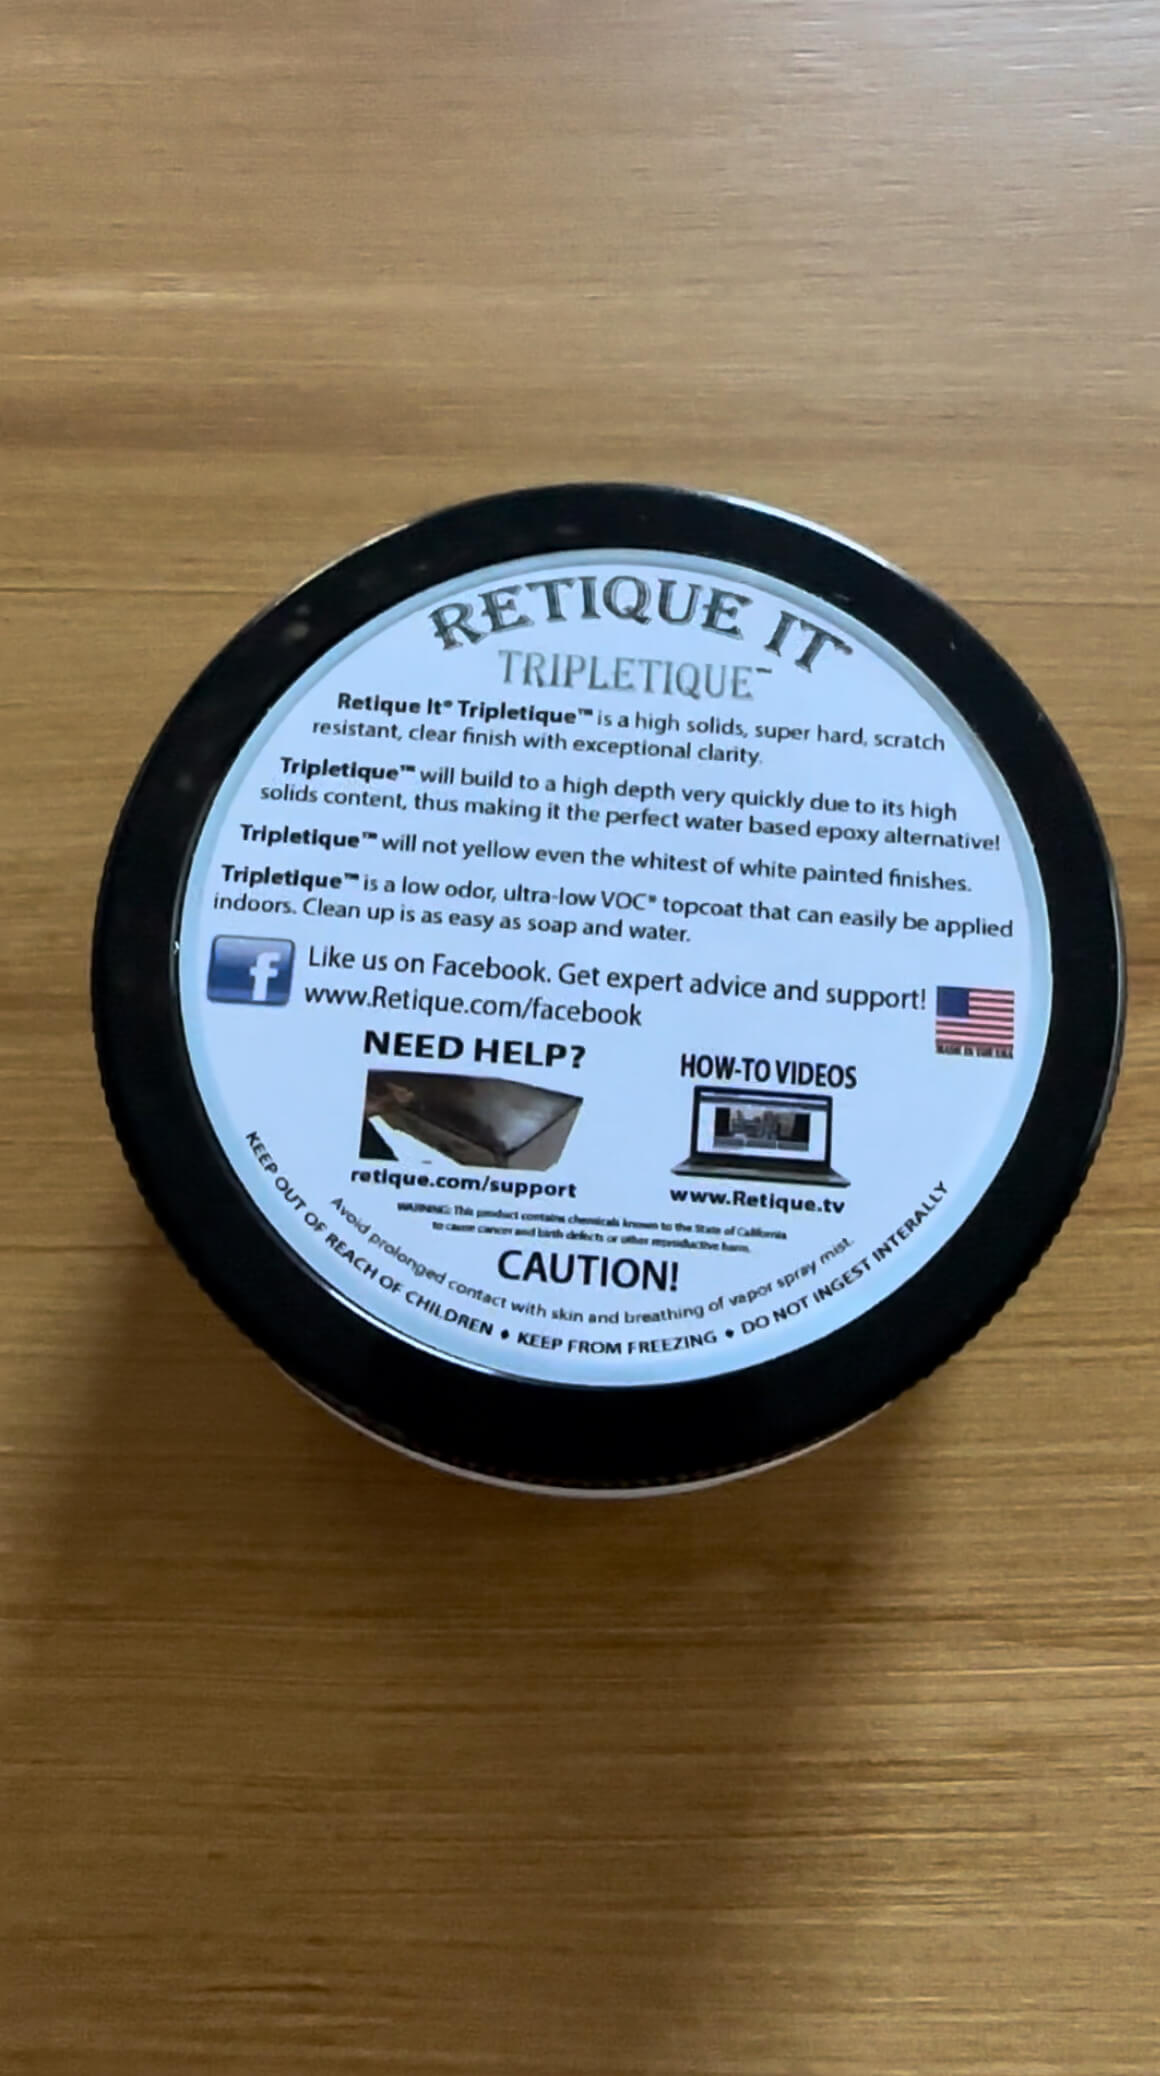 RETIQUE IT™
TRIPLETIQUE™
Retique It® Tripletique™ is a high solids, super hard, scratch
resistant, clear finish with exceptional clarity.
Tripletique™ will build to a high depth very quickly due to its high
solids content, thus making it the perfect water based epoxy alternative!
Tripletique™ will not yellow even the whitest of white painted finishes.
Tripletique™ is a low odor, ultra-low VOC* topcoat that can easily be applied
indoors. Clean up is as easy as soap and water.
f
Like us on Facebook. Get expert advice and support!
www.Retique.com/facebook
MADE IN THE USA
NEED HELP?
retique.com/support
HOW-TO VIDEOS
www.Retique.tv
WARNING: This product contains chemicals known to the State of California
to cause cancer and birth defects or other reproductive harm.
CAUTION!
Avoid prolonged contact with skin and breathing of vapor spray mist.
KEEP OUT OF REACH OF CHILDREN ♦ KEEP FROM FREEZING ♦ DO NOT INGEST INTERALLY